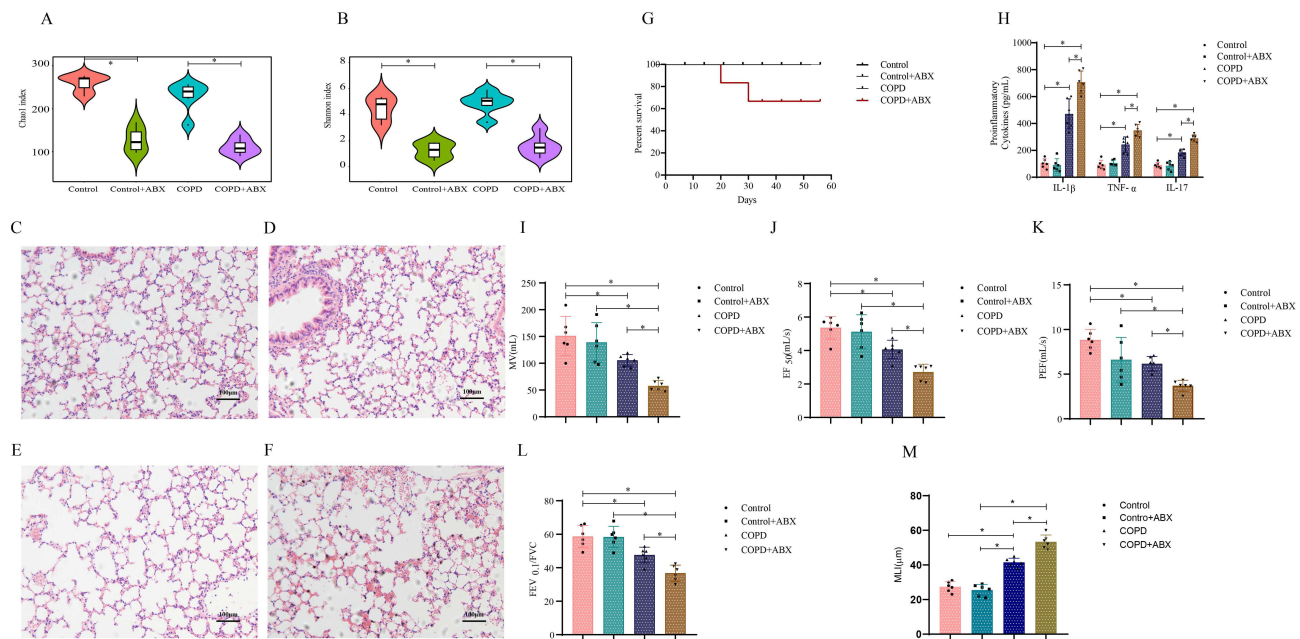 A
B
G
H
Chao1 index
300
200
100
*
*
Control
Control+ABX
COPD
COPD+ABX
Shannon index
8
6
4
2
0
*
*
Control
Control+ABX
COPD
COPD+ABX
Percent survival
100
80
60
40
20
0
0 10 20 30 40 50 60
Days
Control
Control+ABX
COPD
COPD+ABX
Proinflammatory
Cytokines (pg/mL)
1000
800
600
400
200
0
* * * * * * * * *
IL-1β TNF- α IL-17
Control
Control+ABX
COPD
COPD+ABX
C
D
I
J
K
100μm
100μm
MV(mL)
200
150
100
50
0
* * * *
Control
Control+ABX
COPD
COPD+ABX
EF 50(mL/s)
8
6
4
2
0
* * * *
Control
Control+ABX
COPD
COPD+ABX
PEF(mL/s)
15
10
5
0
* * * *
Control
Control+ABX
COPD
COPD+ABX
E
F
L
M
100μm
100μm
FEV 0.1/FVC
100
80
60
40
20
0
* * * *
Control
Control+ABX
COPD
COPD+ABX
MLI(μm)
80
60
40
20
0
* * * *
Control
Contro+ABX
COPD
COPD+ABX